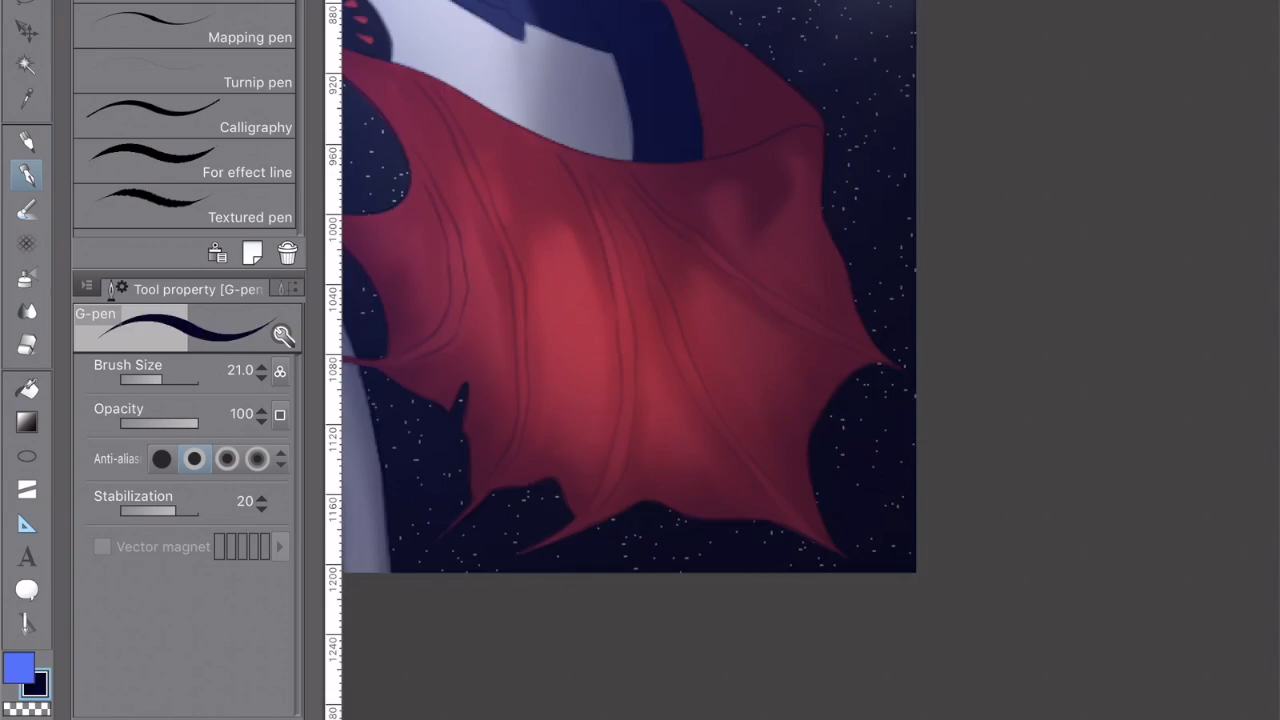 Mapping pen
Turnip pen
Calligraphy
For effect line
Textured pen
Tool property [G-pen
G-pen
Brush Size
21.0
Opacity
100
Anti-alias
Stabilization
20
Vector magnet
A
880
920
960
1000
1040
1080
1120
1160
1200
1240
80